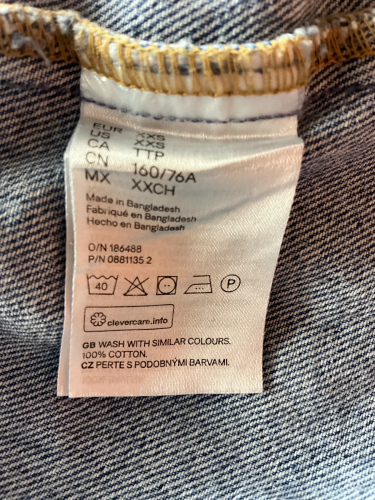 EUR XXS
US XXS
CA TTP
CN 160/76A
MX XXCH
Made in Bangladesh
Fabriqué en Bangladesh
Hecho en Bangladesh
O/N 186488
P/N 0881135 2
40 P
clevercare.info
GB WASH WITH SIMILAR COLOURS.
100% COTTON.
CZ PERTE S PODOBNÝMI BARVAMI.